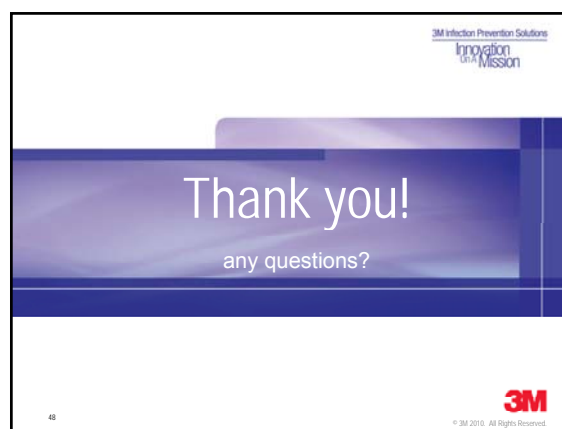 3M Infection Prevention Solutions
Innovation
On A Mission
Thank you!
any questions?
48
3M
© 3M 2010. All Rights Reserved.